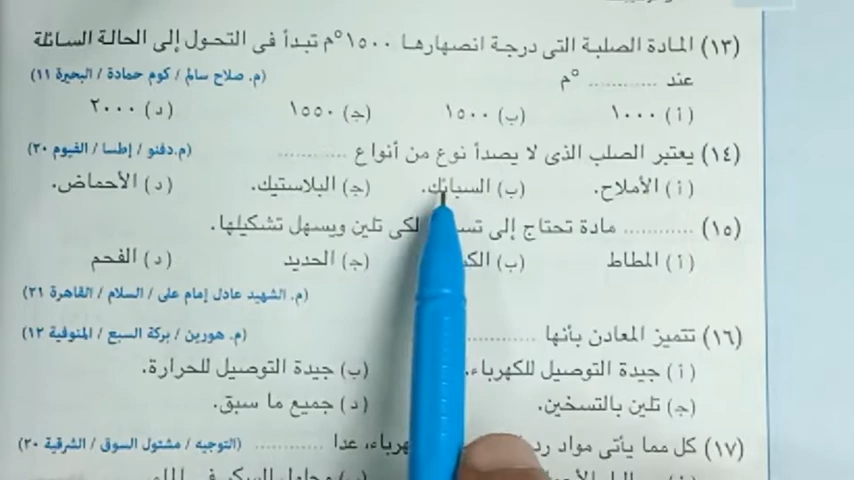 (١٣) المادة الصلبة التى درجة انصهارها ١٥٠٠°م تبدأ فى التحول إلى الحالة السائلة
عند ............ °م (م. صلاح سالم / كوم حمادة / البحيرة ١١)
(أ) ١٠٠٠ (ب) ١٥٠٠ (جـ) ١٥٥٠ (د) ٢٠٠٠
(١٤) يعتبر الصلب الذى لا يصدأ نوع من أنواع ............ (م.دفنو / إطسا / الفيوم ٢٠)
(أ) الأملاح. (ب) السبائك. (جـ) البلاستيك. (د) الأحماض.
(١٥) ............ مادة تحتاج إلى لكى تلين ويسهل تشكيلها.
(أ) المطاط (ب) (جـ) الحديد (د) الفحم
(م. الشهيد عادل إمام على / السلام / القاهرة ٢١)
(١٦) تتميز المعادن بأنها ............ (م. هورين / بركة السبع / المنوفية ١٢)
(أ) جيدة التوصيل للكهرباء. (ب) جيدة التوصيل للحرارة.
(جـ) تلين بالتسخين. (د) جميع ما سبق.
(١٧) كل مما يأتى مواد عدا ............ (التوجيه / مشتول السوق / الشرقية ٢٠)